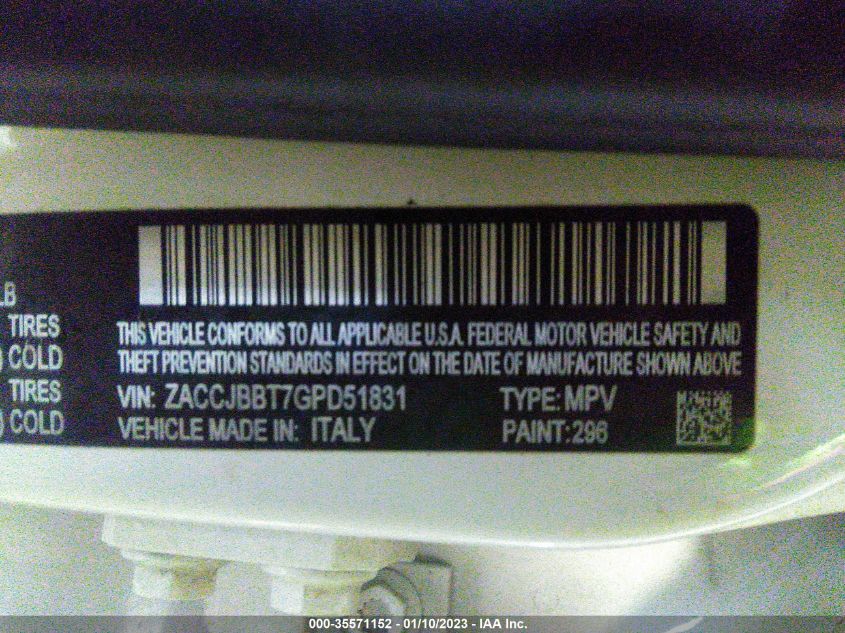 LB
TIRES
) COLD
TIRES
) COLD
THIS VEHICLE CONFORMS TO ALL APPLICABLE U.S.A. FEDERAL MOTOR VEHICLE SAFETY AND
THEFT PREVENTION STANDARDS IN EFFECT ON THE DATE OF MANUFACTURE SHOWN ABOVE
VIN: ZACCJBBT7GPD51831 TYPE: MPV
VEHICLE MADE IN: ITALY PAINT:296
000-35571152 - 01/10/2023 - IAA Inc.